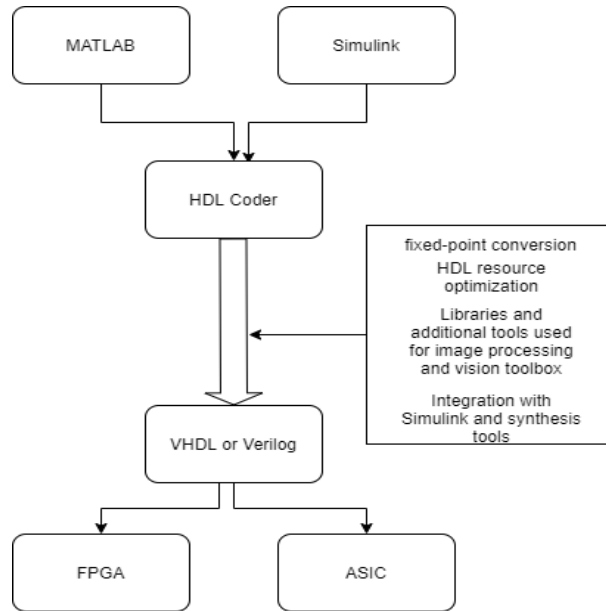 MATLAB
Simulink
HDL Coder
fixed-point conversion
HDL resource
optimization
Libraries and
additional tools used
for image processing
and vision toolbox
Integration with
Simulink and synthesis
tools
VHDL or Verilog
FPGA
ASIC